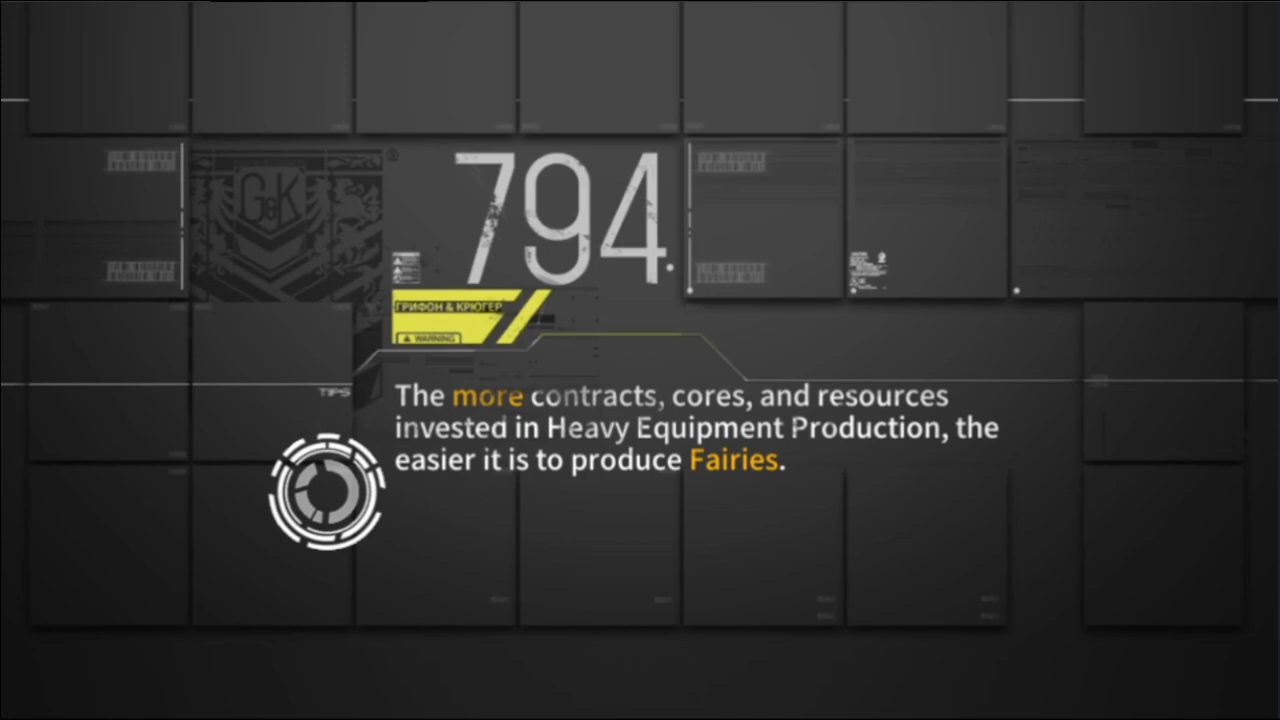 G&K
794.
ГРИФОН & КРЮГЕР
WARNING
TIPS
The more contracts, cores, and resources
invested in Heavy Equipment Production, the
easier it is to produce Fairies.